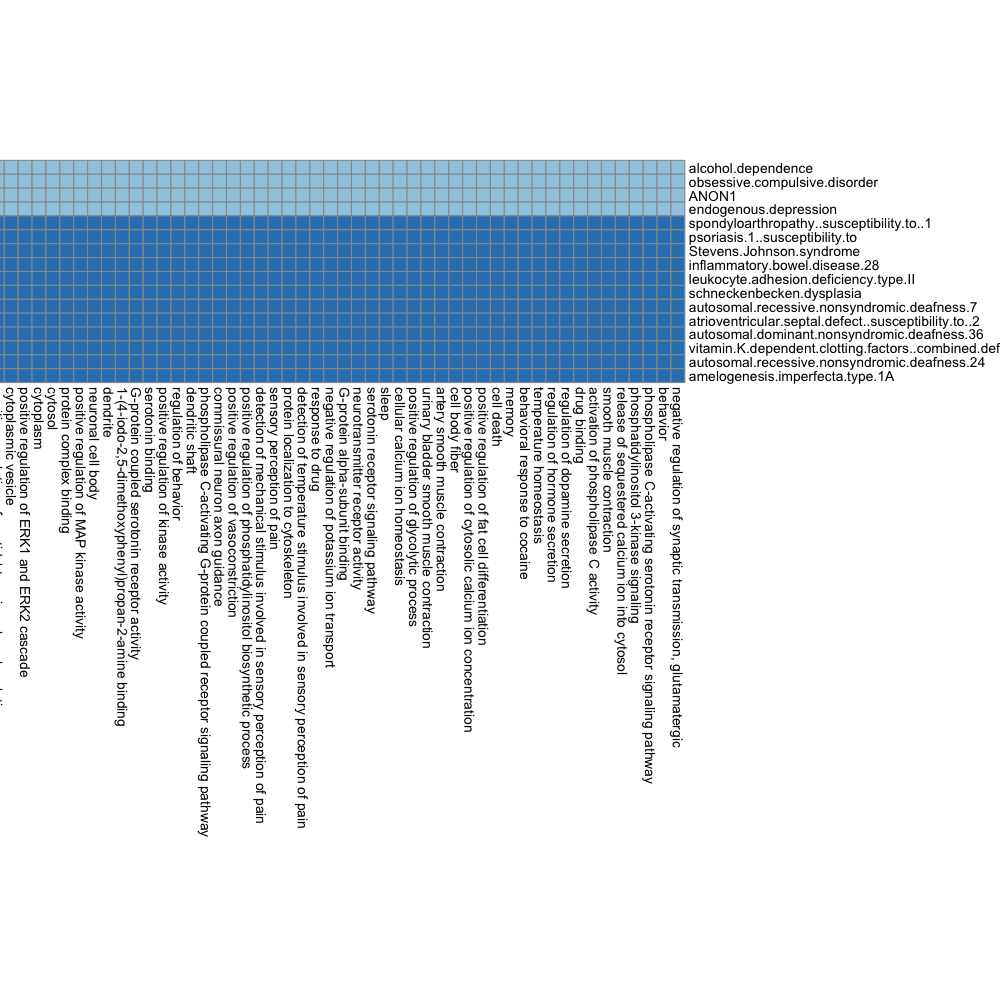 alcohol.dependence
obsessive.compulsive.disorder
ANON1
endogenous.depression
spondyloarthropathy..susceptibility.to..1
psoriasis.1..susceptibility.to
Stevens.Johnson.syndrome
inflammatory.bowel.disease.28
leukocyte.adhesion.deficiency.type.II
schneckenbecken.dysplasia
autosomal.recessive.nonsyndromic.deafness.7
atrioventricular.septal.defect..susceptibility.to..2
autosomal.dominant.nonsyndromic.deafness.36
vitamin.K.dependent.clotting.factors..combined.def
autosomal.recessive.nonsyndromic.deafness.24
amelogenesis.imperfecta.type.1A
cytoplasmic vesicle
positive regulation of ERK1 and ERK2 cascade
cytoplasm
cytosol
protein complex binding
positive regulation of MAP kinase activity
neuronal cell body
dendrite
1-(4-iodo-2,5-dimethoxyphenyl)propan-2-amine binding
G-protein coupled serotonin receptor activity
serotonin binding
positive regulation of kinase activity
regulation of behavior
dendritic shaft
phospholipase C-activating G-protein coupled receptor signaling pathway
commissural neuron axon guidance
positive regulation of vasoconstriction
positive regulation of phosphatidylinositol biosynthetic process
detection of mechanical stimulus involved in sensory perception of pain
sensory perception of pain
protein localization to cytoskeleton
detection of temperature stimulus involved in sensory perception of pain
response to drug
negative regulation of potassium ion transport
G-protein alpha-subunit binding
neurotransmitter receptor activity
serotonin receptor signaling pathway
sleep
cellular calcium ion homeostasis
positive regulation of glycolytic process
urinary bladder smooth muscle contraction
artery smooth muscle contraction
cell body fiber
positive regulation of cytosolic calcium ion concentration
positive regulation of fat cell differentiation
cell death
memory
behavioral response to cocaine
temperature homeostasis
regulation of hormone secretion
regulation of dopamine secretion
drug binding
activation of phospholipase C activity
smooth muscle contraction
release of sequestered calcium ion into cytosol
phosphatidylinositol 3-kinase signaling
phospholipase C-activating serotonin receptor signaling pathway
behavior
negative regulation of synaptic transmission, glutamatergic